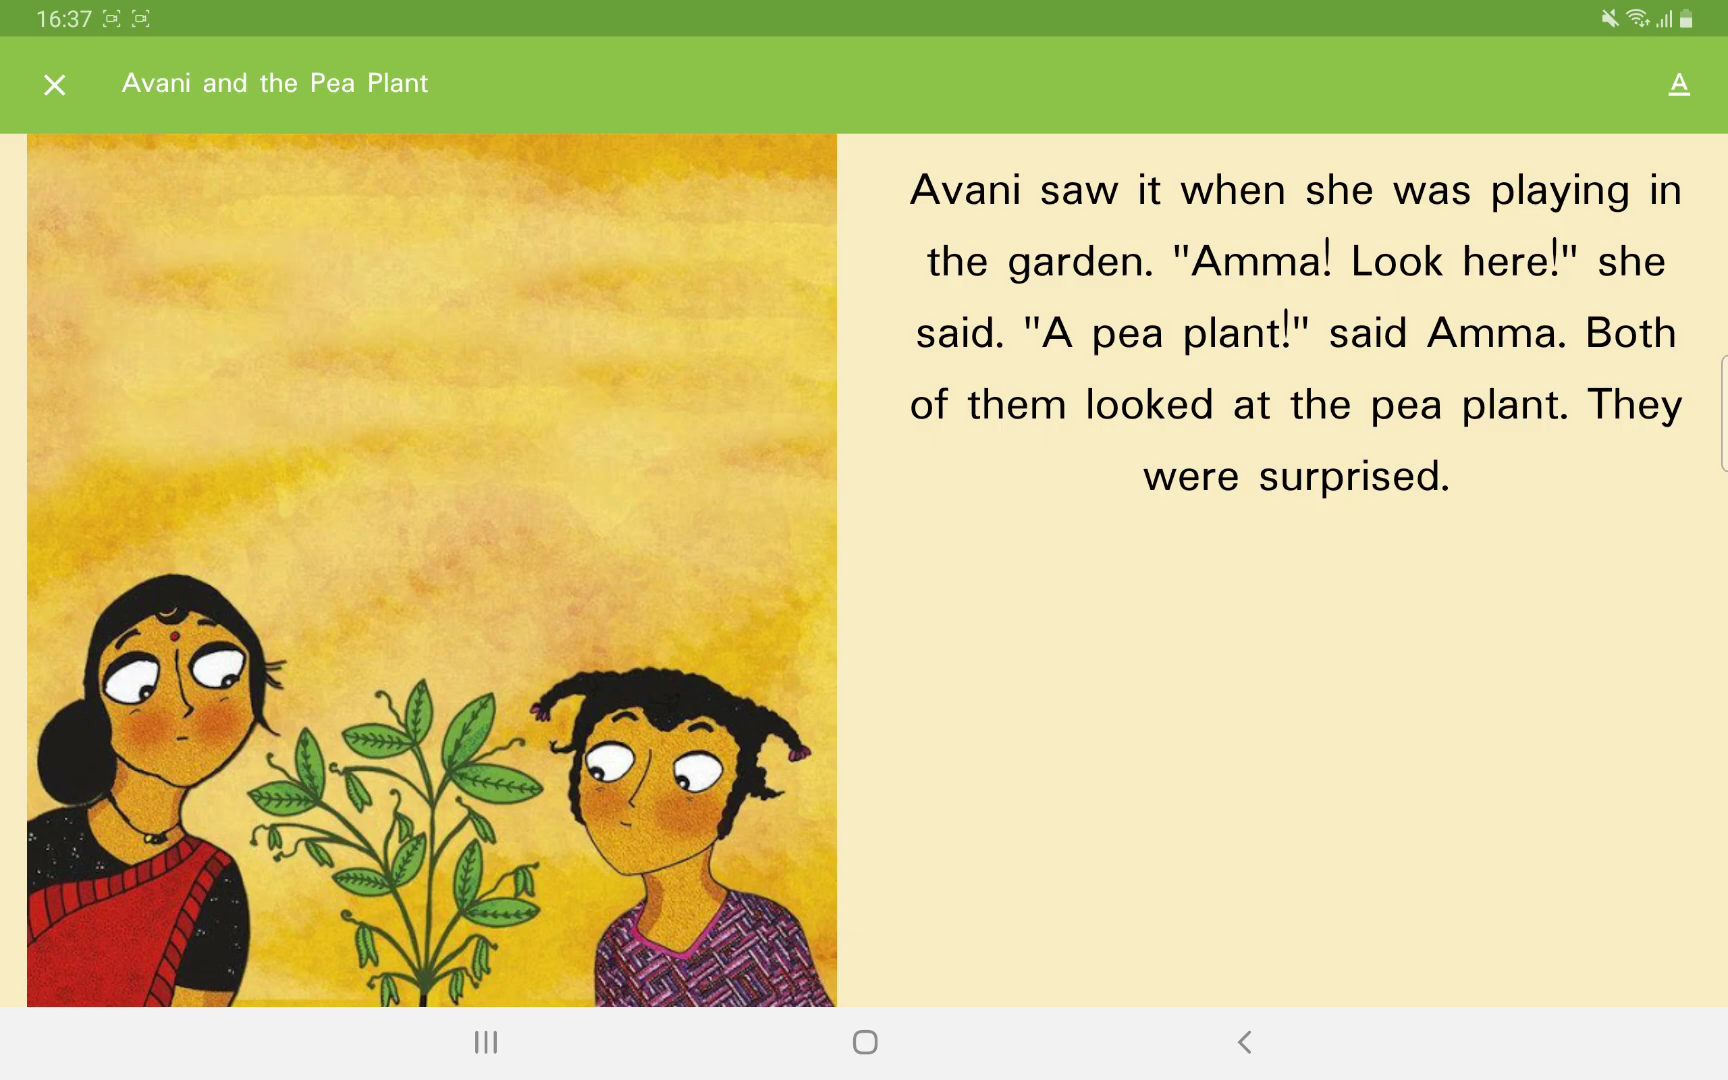 16:37
Avani and the Pea Plant
A
Avani saw it when she was playing in
the garden. "Amma! Look here!" she
said. "A pea plant!" said Amma. Both
of them looked at the pea plant. They
were surprised.